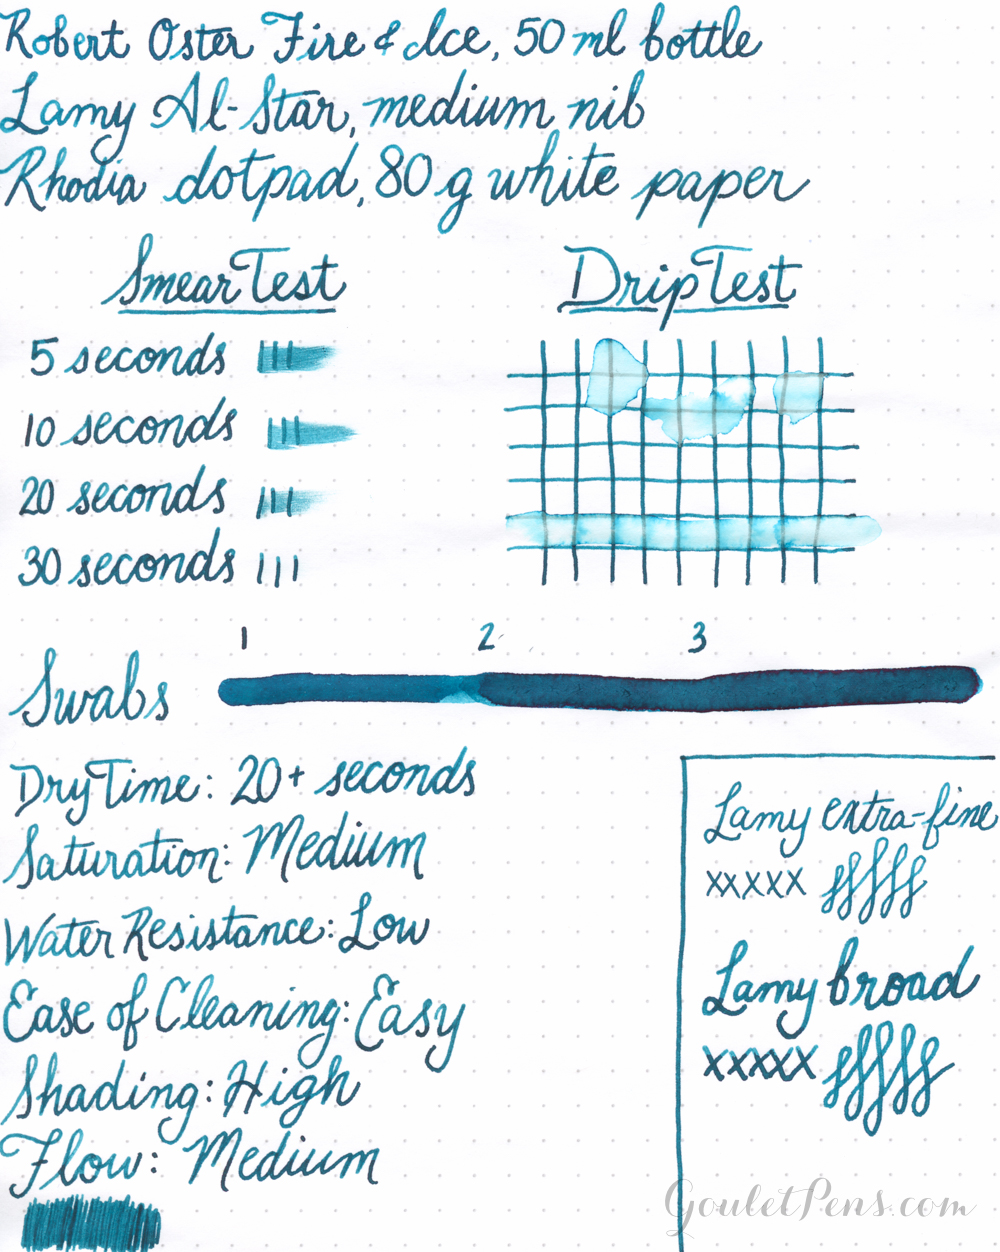 Robert Oster Fire & Ice, 50 ml bottle
Lamy Al-Star, medium nib
Rhodia dotpad, 80 g white paper
Smear Test
5 seconds
10 seconds
20 seconds
30 seconds
Drip Test
1 2 3
Swabs
Dry Time: 20+ seconds
Saturation: Medium
Water Resistance: Low
Ease of Cleaning: Easy
Shading: High
Flow: Medium
Lamy extra-fine
xxxxx fffff
Lamy broad
xxxxx fffff
GouletPens.com